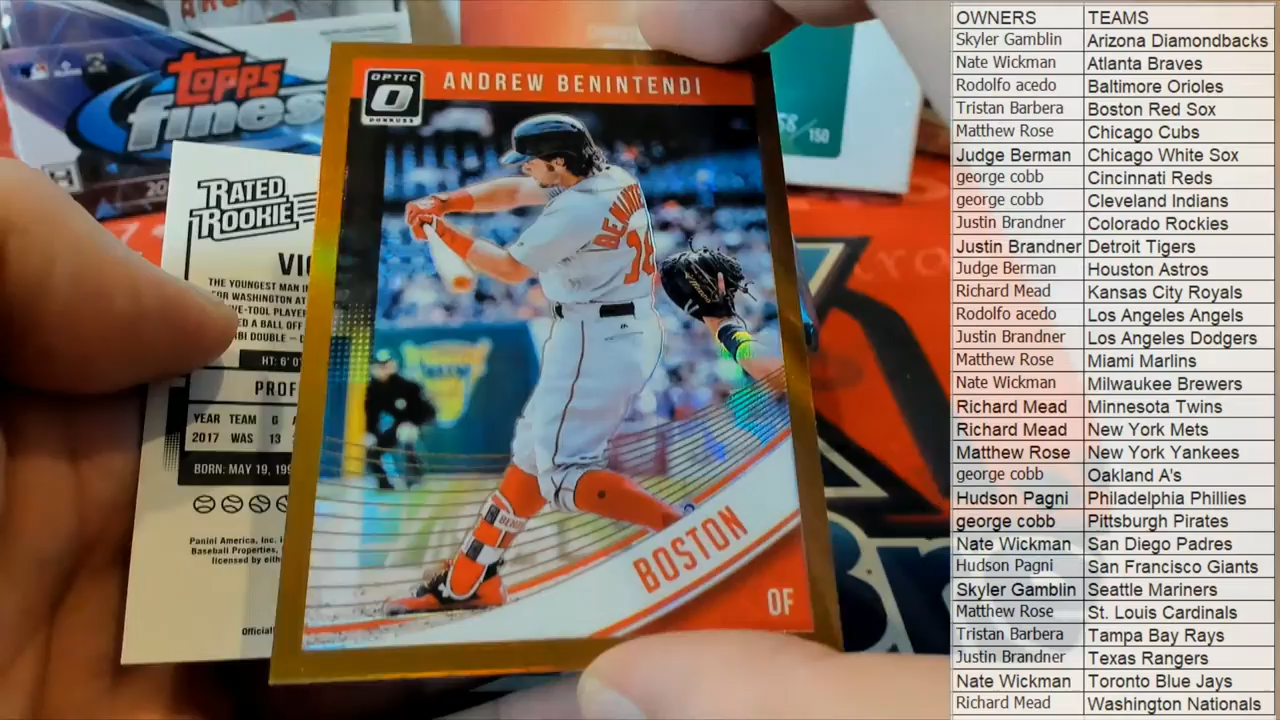 topps
finest
20
58/150
OPTIC
DONRUSS
ANDREW BENINTENDI
BENINTE
BOSTON
OF
RATED
ROOKIE
VIC
THE YOUNGEST MAN I
FOR WASHINGTON AT
VE-TOOL PLAYER
ED A BALL OFF
BI DOUBLE –
HT: 6' 0
PROF
YEAR TEAM G
2017 WAS 13
BORN: MAY 19, 199
Panini America, Inc. i
Baseball Properties,
licensed by eith
Official
OWNERS TEAMS
Skyler Gamblin Arizona Diamondbacks
Nate Wickman Atlanta Braves
Rodolfo acedo Baltimore Orioles
Tristan Barbera Boston Red Sox
Matthew Rose Chicago Cubs
Judge Berman Chicago White Sox
george cobb Cincinnati Reds
george cobb Cleveland Indians
Justin Brandner Colorado Rockies
Justin Brandner Detroit Tigers
Judge Berman Houston Astros
Richard Mead Kansas City Royals
Rodolfo acedo Los Angeles Angels
Justin Brandner Los Angeles Dodgers
Matthew Rose Miami Marlins
Nate Wickman Milwaukee Brewers
Richard Mead Minnesota Twins
Richard Mead New York Mets
Matthew Rose New York Yankees
george cobb Oakland A's
Hudson Pagni Philadelphia Phillies
george cobb Pittsburgh Pirates
Nate Wickman San Diego Padres
Hudson Pagni San Francisco Giants
Skyler Gamblin Seattle Mariners
Matthew Rose St. Louis Cardinals
Tristan Barbera Tampa Bay Rays
Justin Brandner Texas Rangers
Nate Wickman Toronto Blue Jays
Richard Mead Washington Nationals